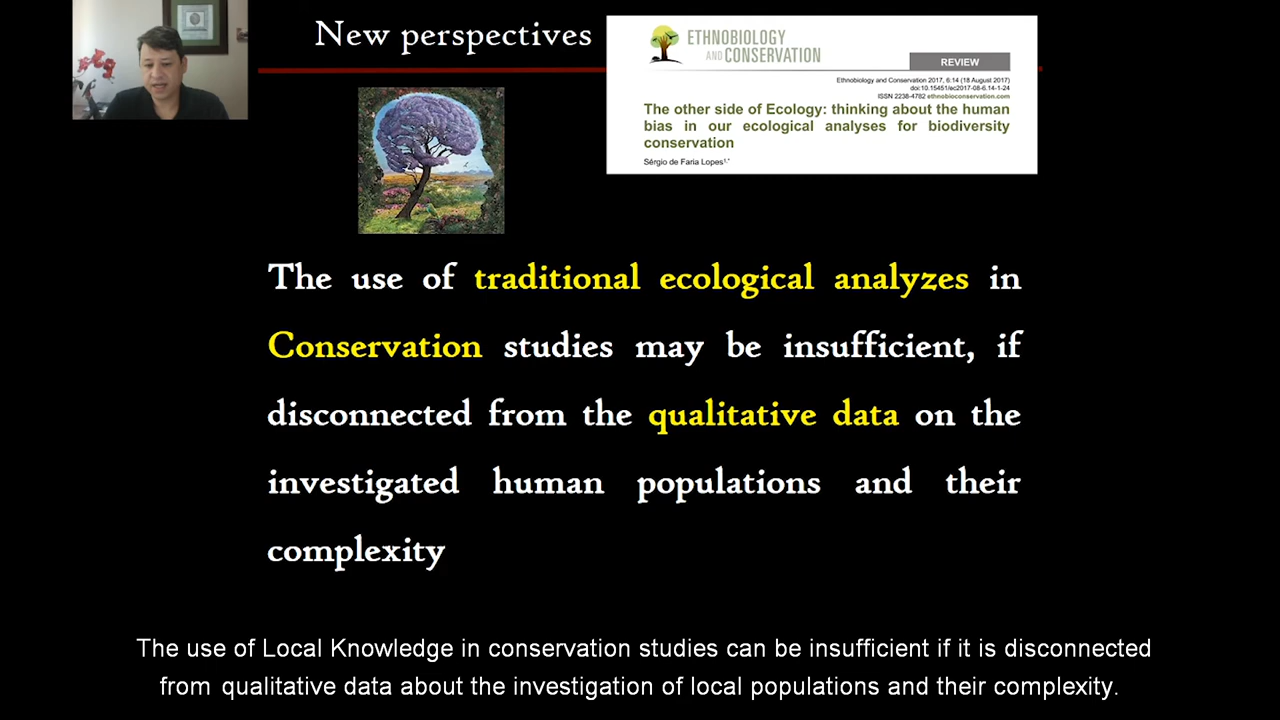 New perspectives
ETHNOBIOLOGY
AND CONSERVATION
REVIEW
Ethnobiology and Conservation 2017, 6:14 (18 August 2017)
doi:10.15451/ec2017-08-6.14-1-24
ISSN 2238-4782 ethnobioconservation.com
The other side of Ecology: thinking about the human
bias in our ecological analyses for biodiversity
conservation
Sérgio de Faria Lopes¹,*
The use of traditional ecological analyzes in
Conservation studies may be insufficient, if
disconnected from the qualitative data on the
investigated human populations and their
complexity
The use of Local Knowledge in conservation studies can be insufficient if it is disconnected
from qualitative data about the investigation of local populations and their complexity.